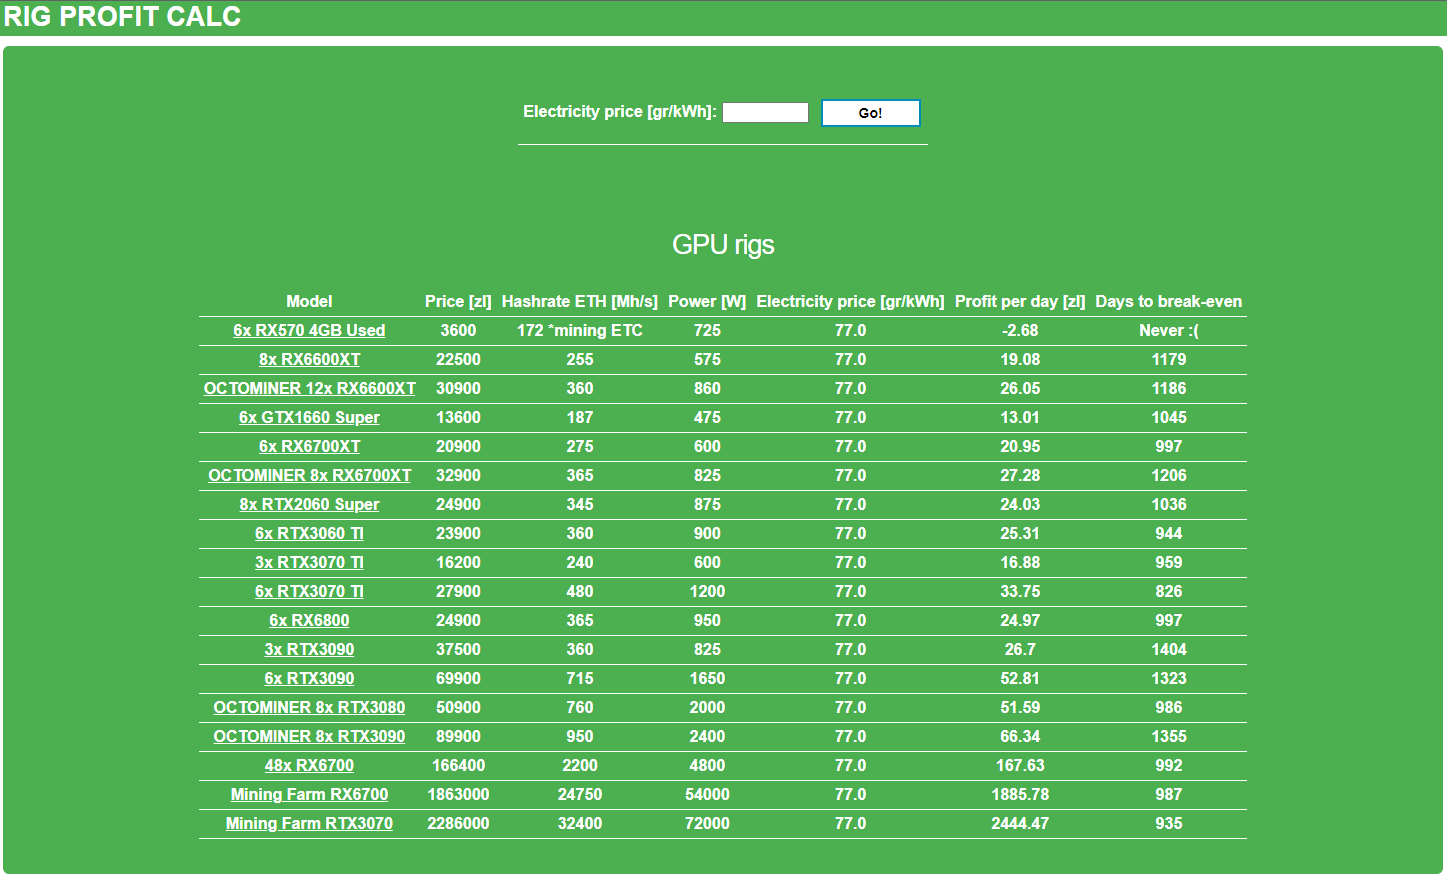 RIG PROFIT CALC
Electricity price [gr/kWh]: Go!
GPU rigs
Model Price [zl] Hashrate ETH [Mh/s] Power [W] Electricity price [gr/kWh] Profit per day [zl] Days to break-even
6x RX570 4GB Used 3600 172 *mining ETC 725 77.0 -2.68 Never :(
8x RX6600XT 22500 255 575 77.0 19.08 1179
OCTOMINER 12x RX6600XT 30900 360 860 77.0 26.05 1186
6x GTX1660 Super 13600 187 475 77.0 13.01 1045
6x RX6700XT 20900 275 600 77.0 20.95 997
OCTOMINER 8x RX6700XT 32900 365 825 77.0 27.28 1206
8x RTX2060 Super 24900 345 875 77.0 24.03 1036
6x RTX3060 TI 23900 360 900 77.0 25.31 944
3x RTX3070 TI 16200 240 600 77.0 16.88 959
6x RTX3070 TI 27900 480 1200 77.0 33.75 826
6x RX6800 24900 365 950 77.0 24.97 997
3x RTX3090 37500 360 825 77.0 26.7 1404
6x RTX3090 69900 715 1650 77.0 52.81 1323
OCTOMINER 8x RTX3080 50900 760 2000 77.0 51.59 986
OCTOMINER 8x RTX3090 89900 950 2400 77.0 66.34 1355
48x RX6700 166400 2200 4800 77.0 167.63 992
Mining Farm RX6700 1863000 24750 54000 77.0 1885.78 987
Mining Farm RTX3070 2286000 32400 72000 77.0 2444.47 935